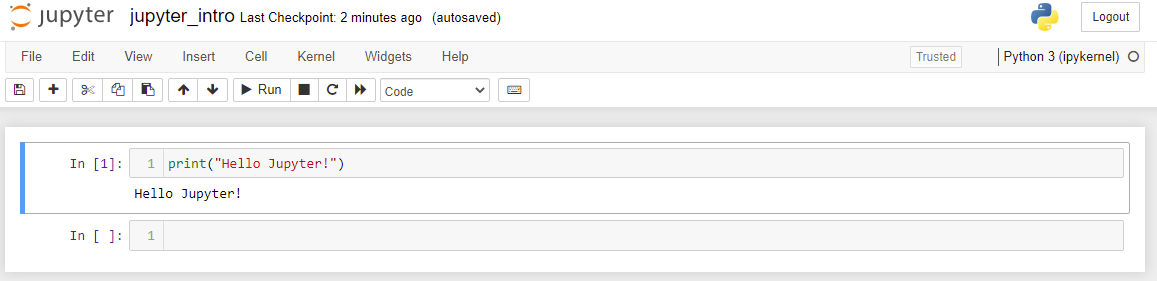 jupyter jupyter_intro Last Checkpoint: 2 minutes ago (autosaved) Logout
File Edit View Insert Cell Kernel Widgets Help Trusted Python 3 (ipykernel)
Run Code
In [1]: 1 print("Hello Jupyter!")
Hello Jupyter!
In [ ]: 1